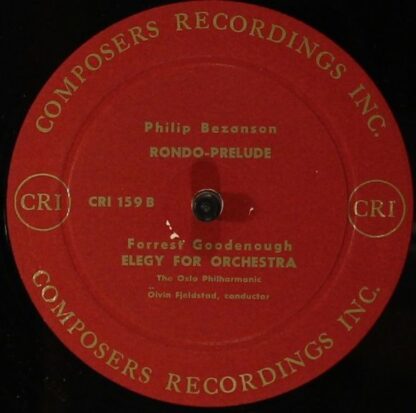 COMPOSERS RECORDINGS INC.
Philip Bezanson
RONDO-PRELUDE
CRI
CRI 159 B
CRI
Forrest Goodenough
ELEGY FOR ORCHESTRA
The Oslo Philharmonic
Öivin Fjeldstad, conductor
COMPOSERS RECORDINGS INC.